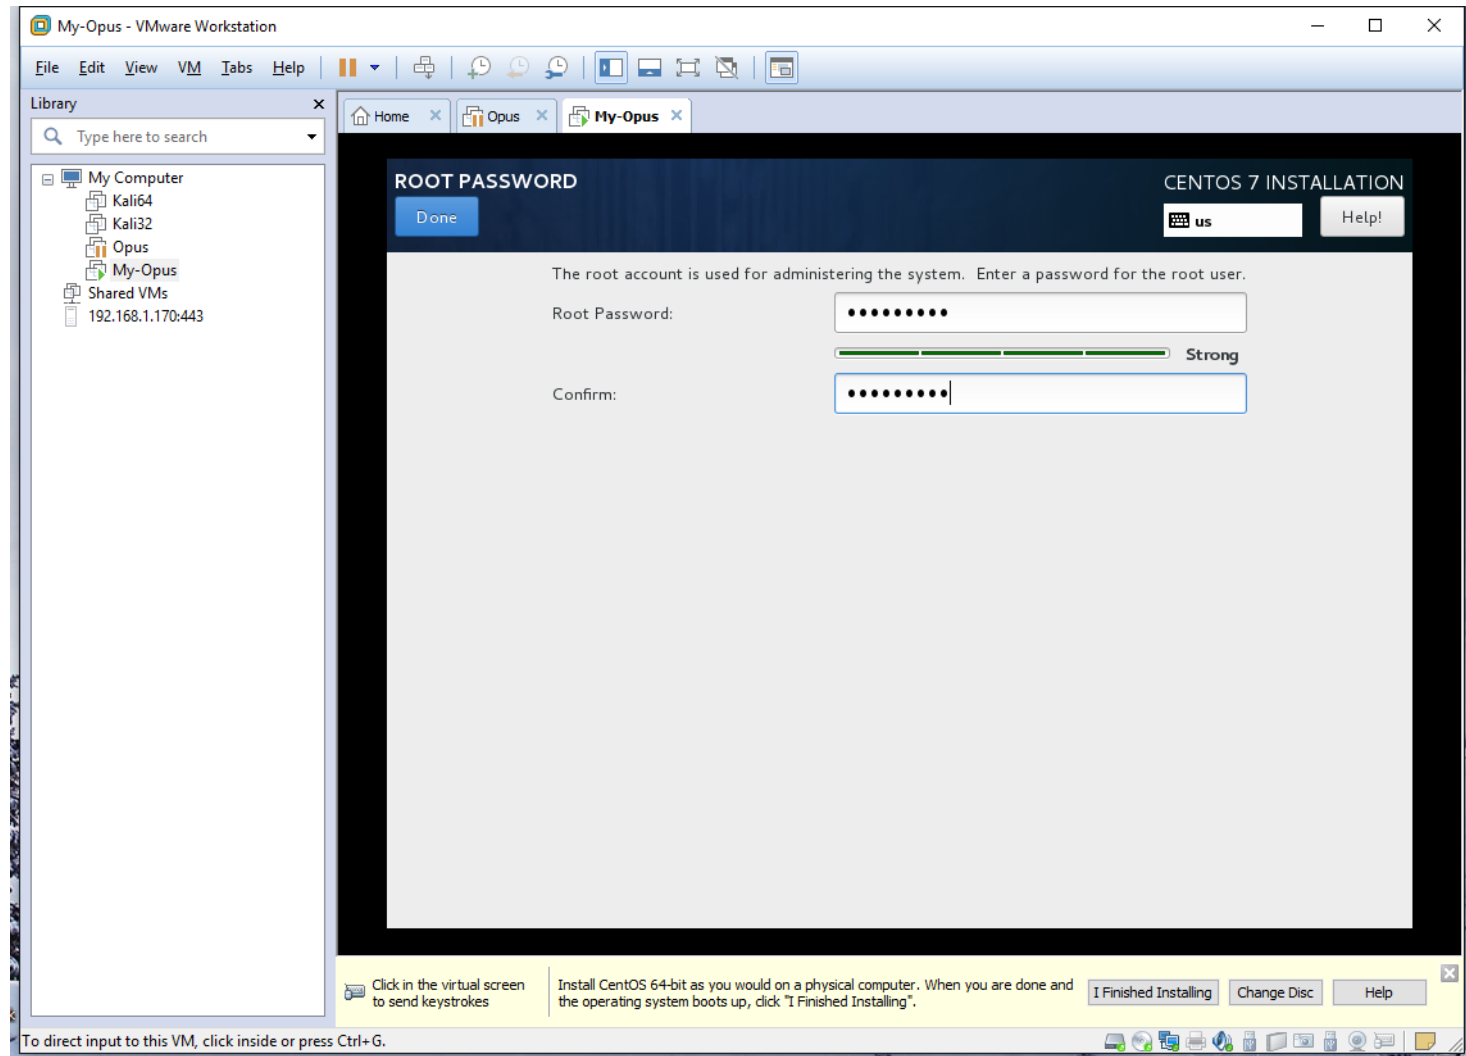 My-Opus - VMware Workstation
File Edit View VM Tabs Help
Library
Type here to search
My Computer
Kali64
Kali32
Opus
My-Opus
Shared VMs
192.168.1.170:443
Home
Opus
My-Opus
ROOT PASSWORD
Done
CENTOS 7 INSTALLATION
us
Help!
The root account is used for administering the system. Enter a password for the root user.
Root Password:
•••••••••
Strong
Confirm:
•••••••••
Click in the virtual screen
to send keystrokes
Install CentOS 64-bit as you would on a physical computer. When you are done and
the operating system boots up, click "I Finished Installing".
I Finished Installing
Change Disc
Help
To direct input to this VM, click inside or press Ctrl+G.